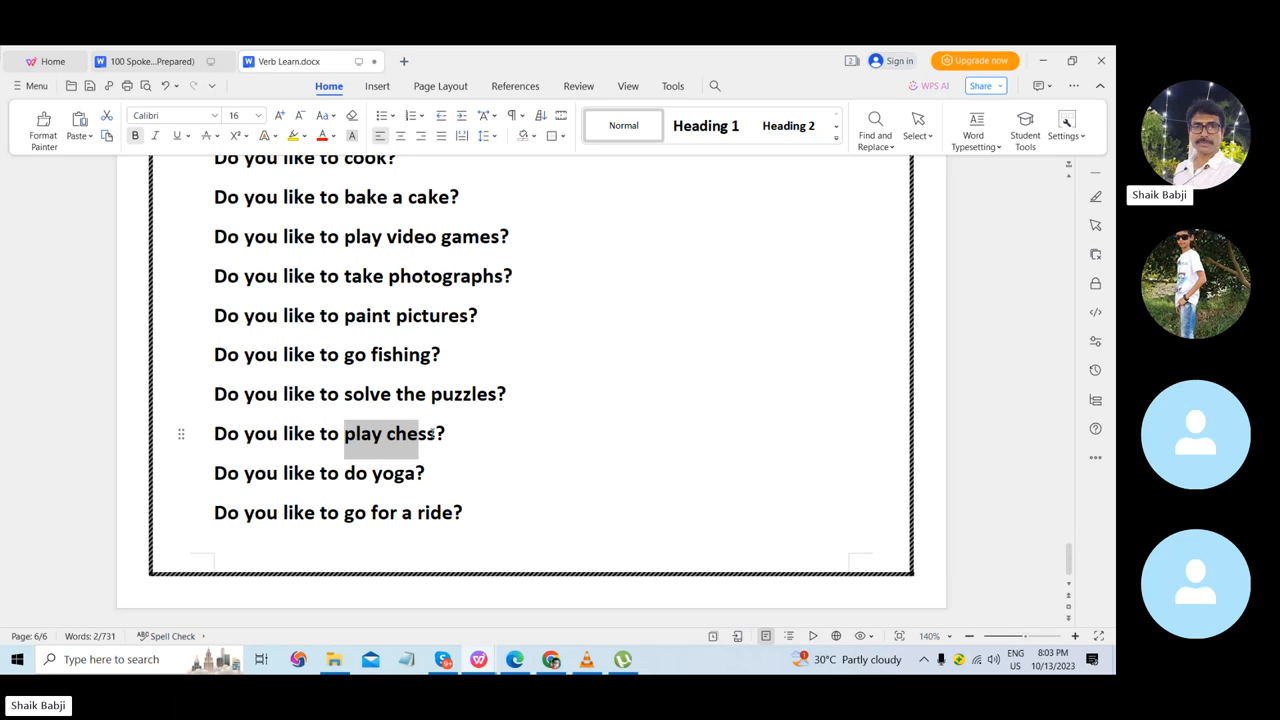 Home
100 Spoke...Prepared)
Verb Learn.docx
Sign in
Upgrade now
Menu
Home
Insert
Page Layout
References
Review
View
Tools
WPS AI
Share
Format Painter
Paste
Calibri
16
Normal
Heading 1
Heading 2
Find and Replace
Select
Word Typesetting
Student Tools
Settings
Do you like to cook?
Do you like to bake a cake?
Do you like to play video games?
Do you like to take photographs?
Do you like to paint pictures?
Do you like to go fishing?
Do you like to solve the puzzles?
Do you like to play chess?
Do you like to do yoga?
Do you like to go for a ride?
Page: 6/6
Words: 2/731
Spell Check
140%
Type here to search
30°C Partly cloudy
ENG
US
8:03 PM
10/13/2023
Shaik Babji
Shaik Babji